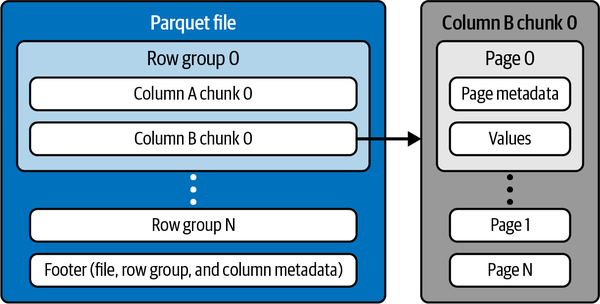 Parquet file
Row group 0
Column A chunk 0
Column B chunk 0
Row group N
Footer (file, row group, and column metadata)
Column B chunk 0
Page 0
Page metadata
Values
Page 1
Page N